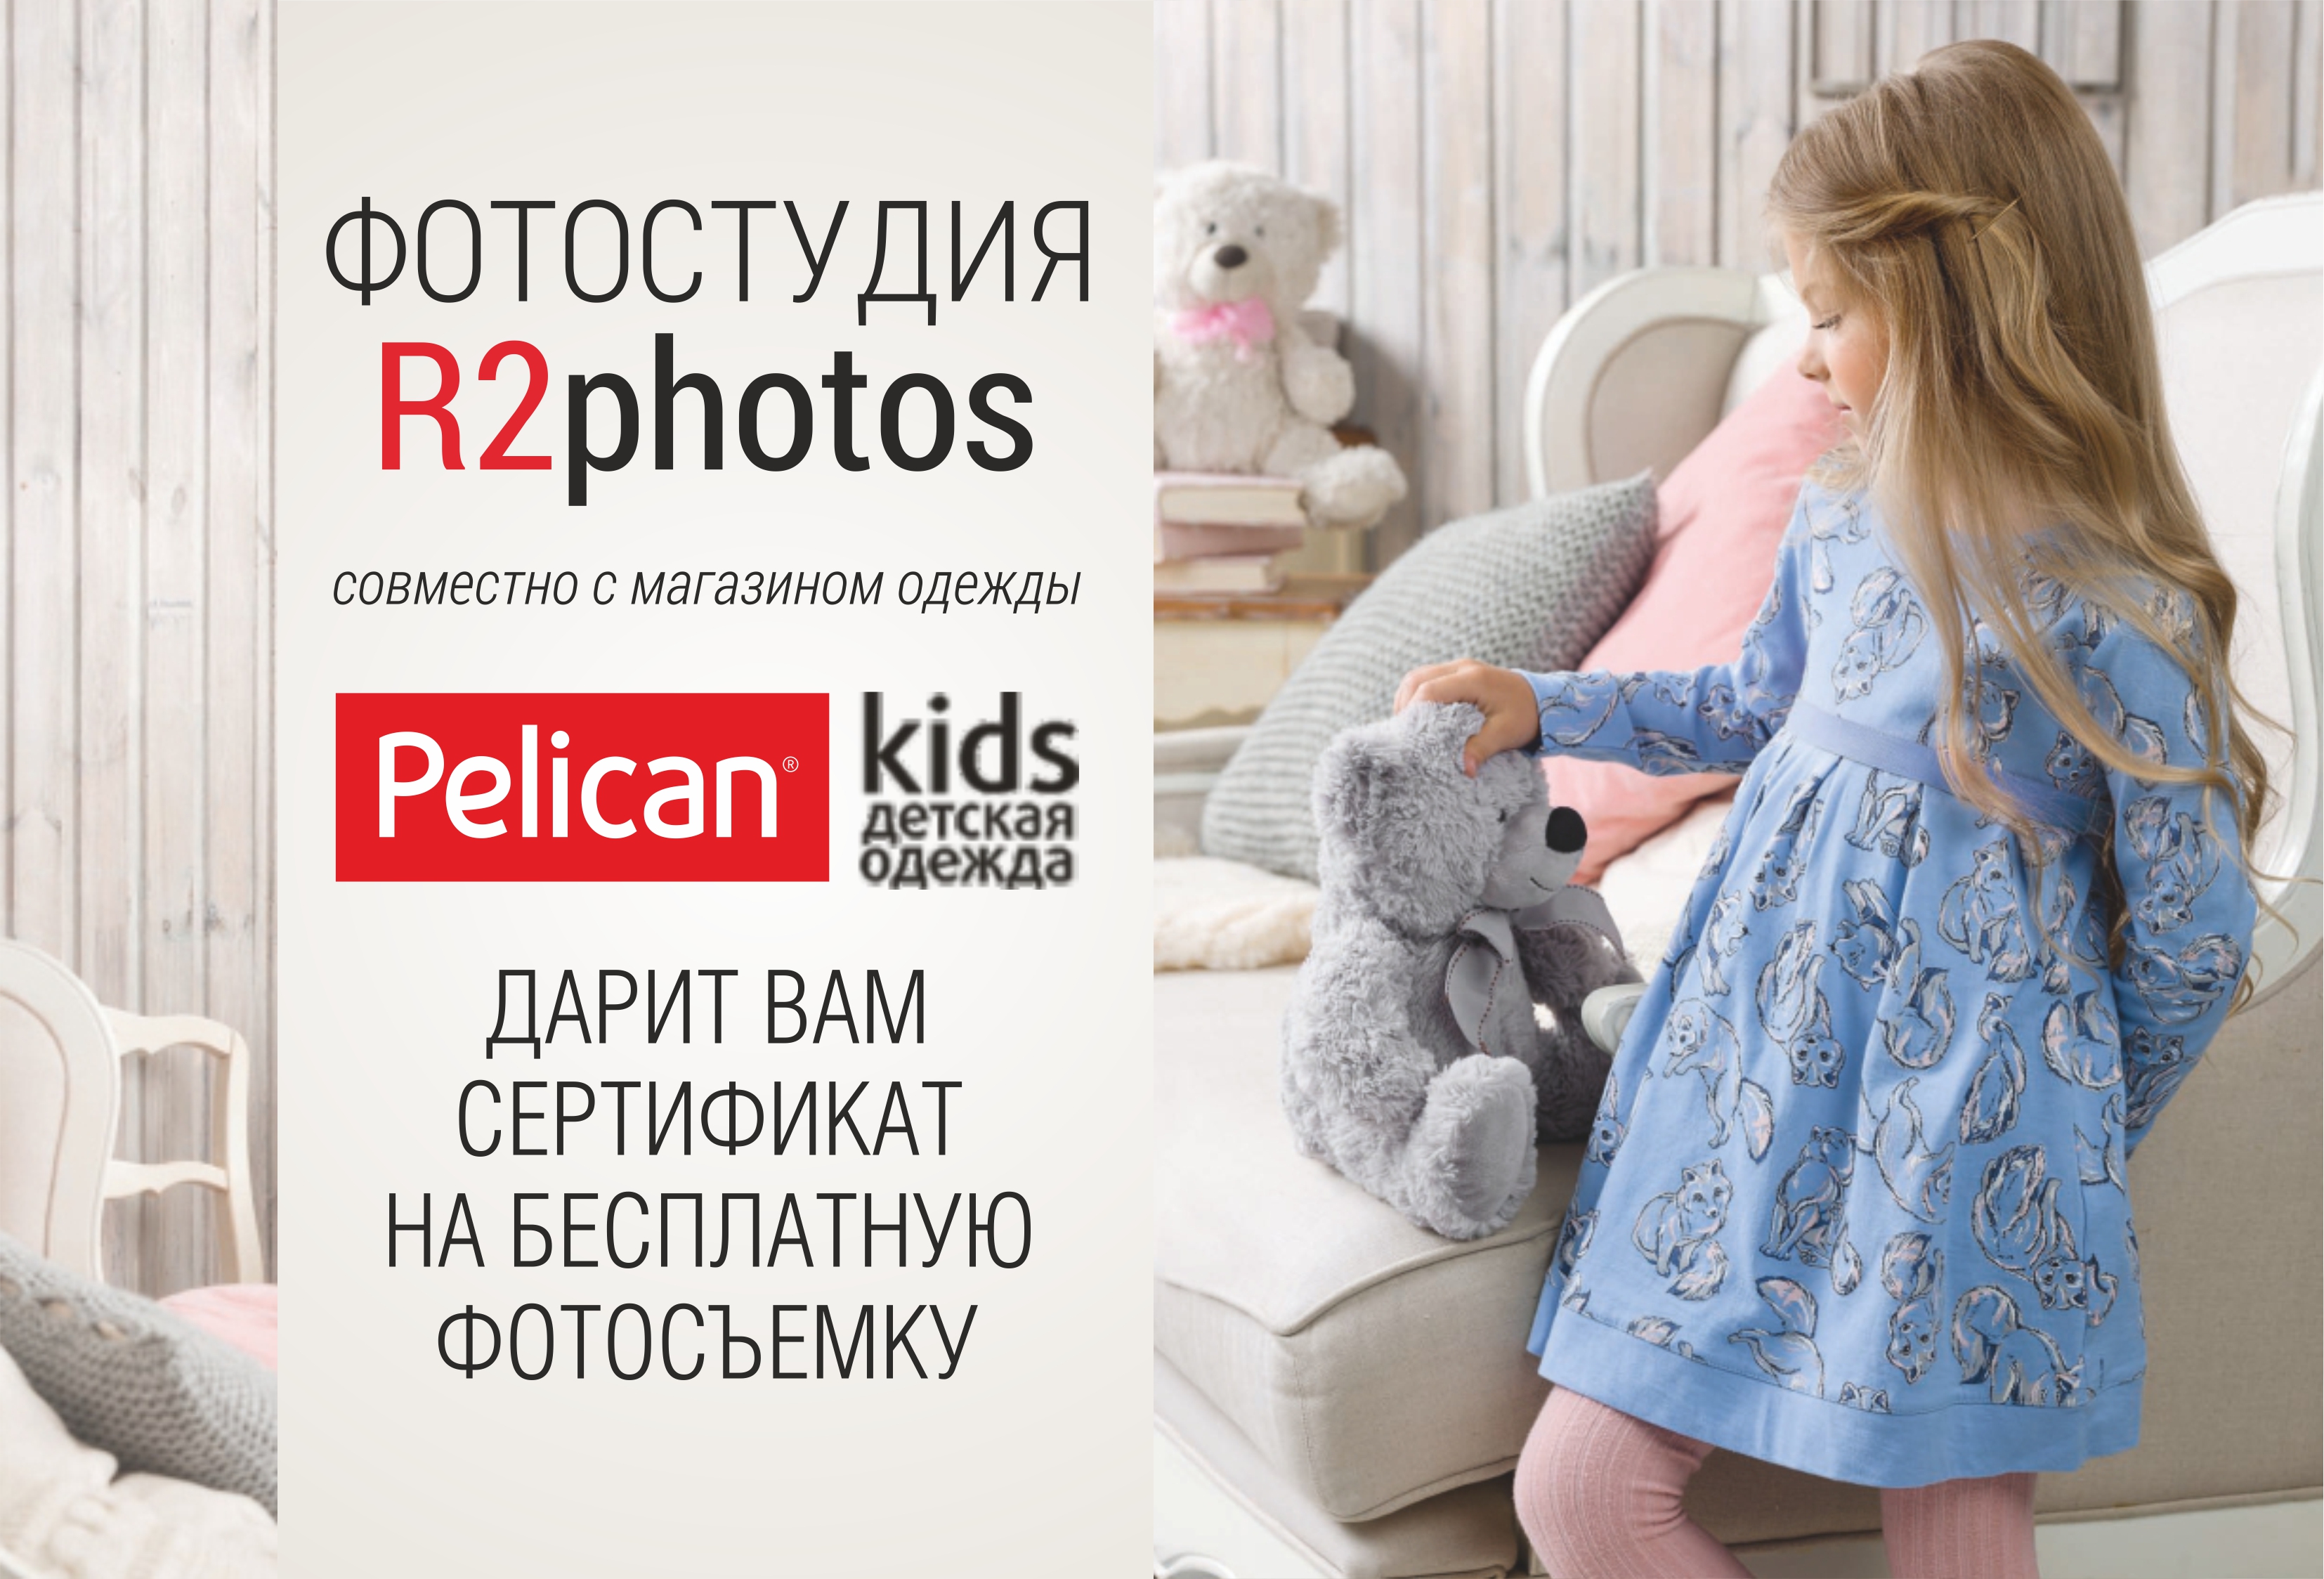 ФОТОСТУДИЯ
R2photos
совместно с магазином одежды
Pelican®
kids
детская
одежда
ДАРИТ ВАМ
СЕРТИФИКАТ
НА БЕСПЛАТНУЮ
ФОТОСЪЕМКУ